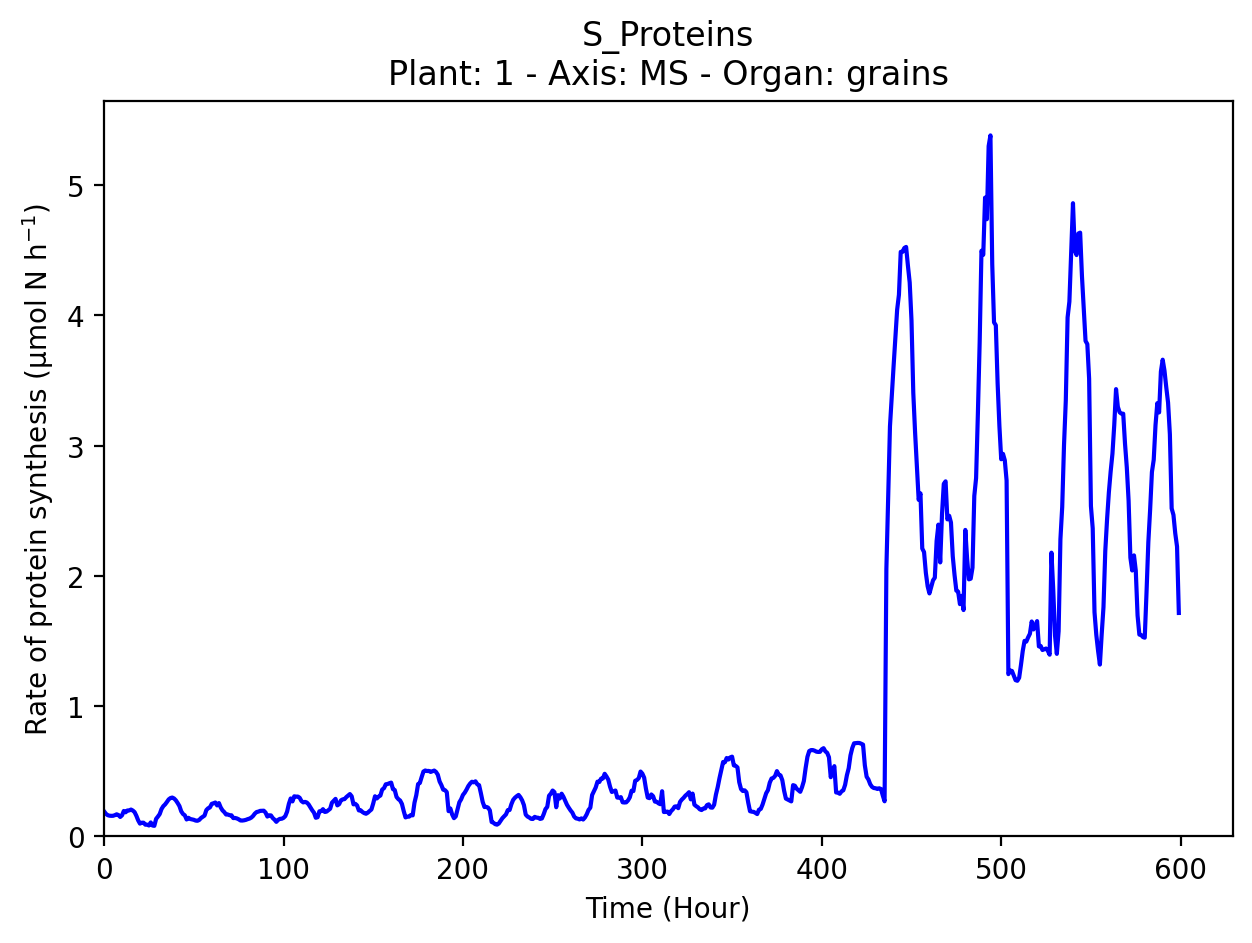 S_Proteins
Plant: 1 - Axis: MS - Organ: grains
Rate of protein synthesis (µmol N h⁻¹)
5
4
3
2
1
0
0 100 200 300 400 500 600
Time (Hour)